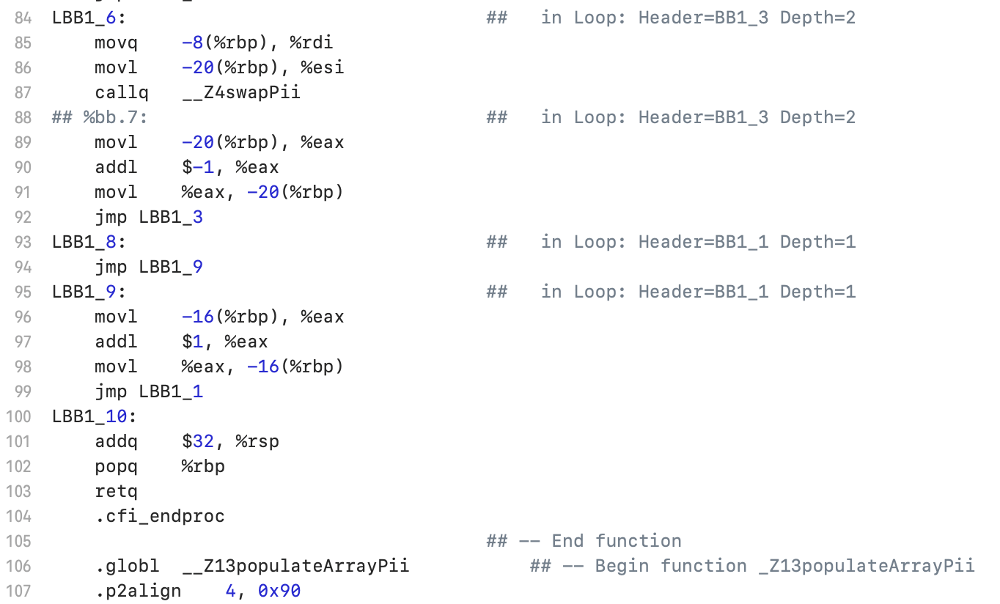 84 LBB1_6: ## in Loop: Header=BB1_3 Depth=2
85 movq -8(%rbp), %rdi
86 movl -20(%rbp), %esi
87 callq __Z4swapPii
88 ## %bb.7: ## in Loop: Header=BB1_3 Depth=2
89 movl -20(%rbp), %eax
90 addl $-1, %eax
91 movl %eax, -20(%rbp)
92 jmp LBB1_3
93 LBB1_8: ## in Loop: Header=BB1_1 Depth=1
94 jmp LBB1_9
95 LBB1_9: ## in Loop: Header=BB1_1 Depth=1
96 movl -16(%rbp), %eax
97 addl $1, %eax
98 movl %eax, -16(%rbp)
99 jmp LBB1_1
100 LBB1_10:
101 addq $32, %rsp
102 popq %rbp
103 retq
104 .cfi_endproc
105 ## -- End function
106 .globl __Z13populateArrayPii ## -- Begin function _Z13populateArrayPii
107 .p2align 4, 0x90